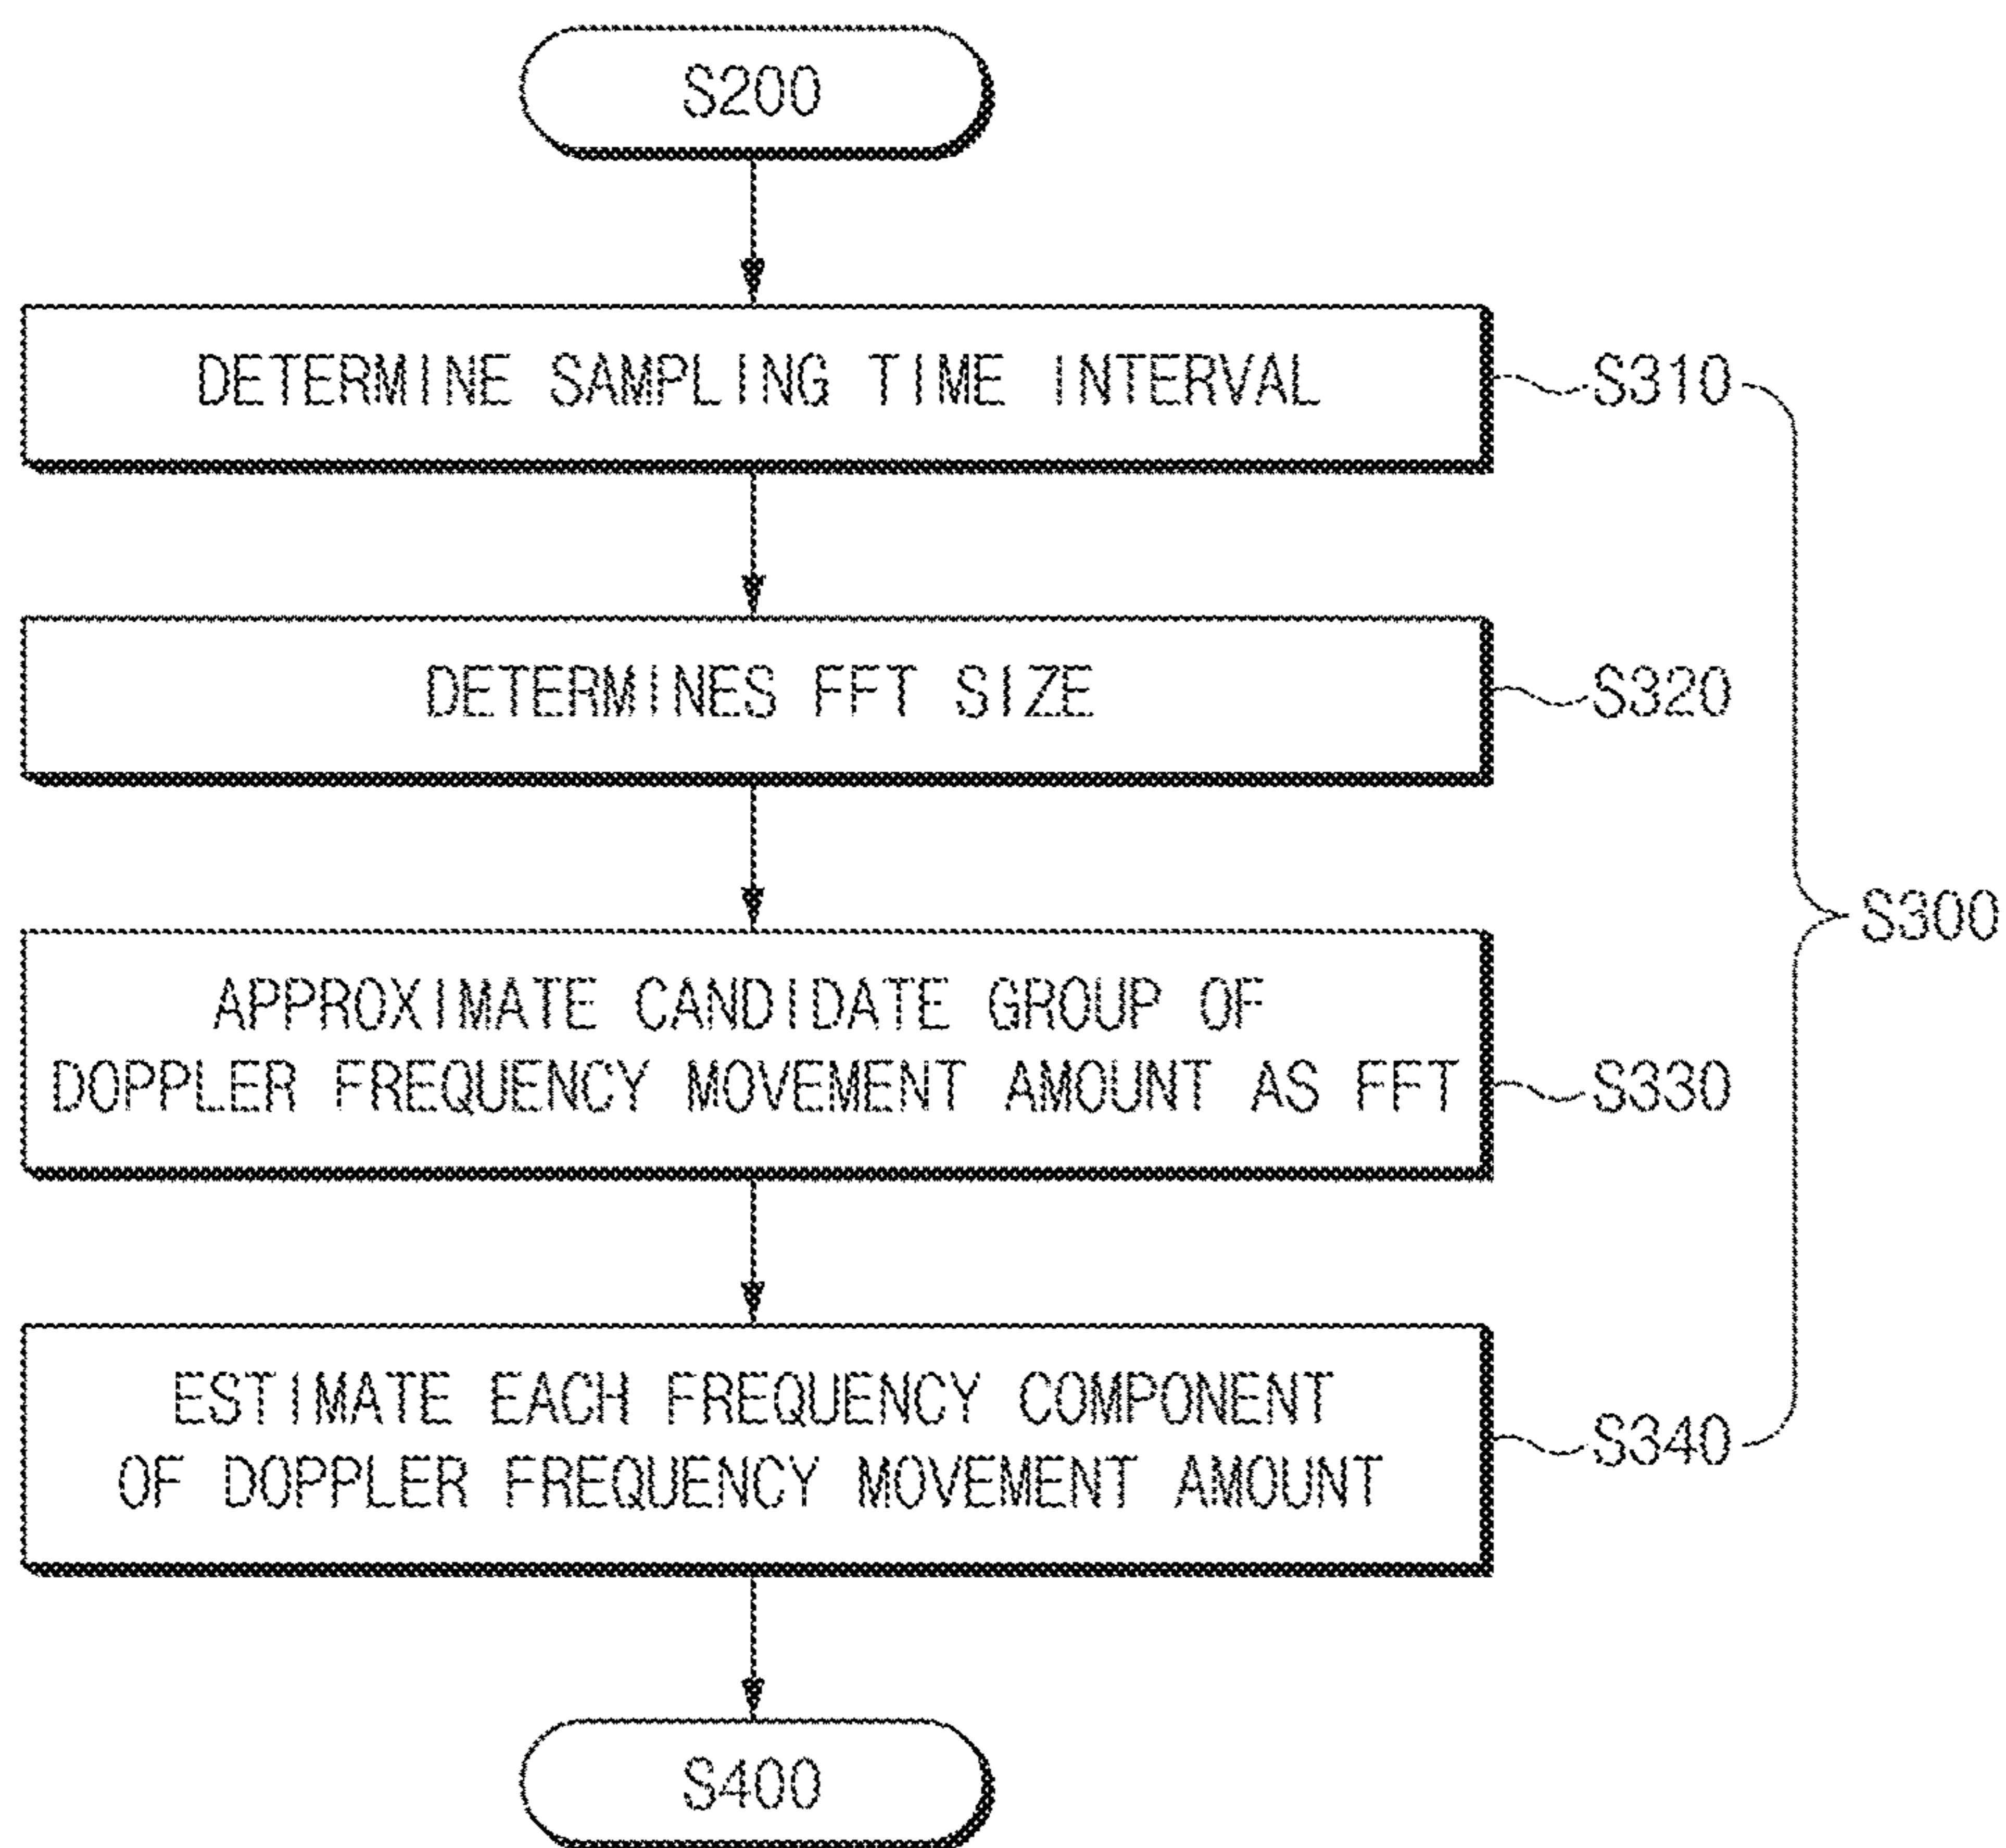 S200
DETERMINE SAMPLING TIME INTERVAL
S310
DETERMINES FFT SIZE
S320
APPROXIMATE CANDIDATE GROUP OF
DOPPLER FREQUENCY MOVEMENT AMOUNT AS FFT
S330
S300
ESTIMATE EACH FREQUENCY COMPONENT
OF DOPPLER FREQUENCY MOVEMENT AMOUNT
S340
S400